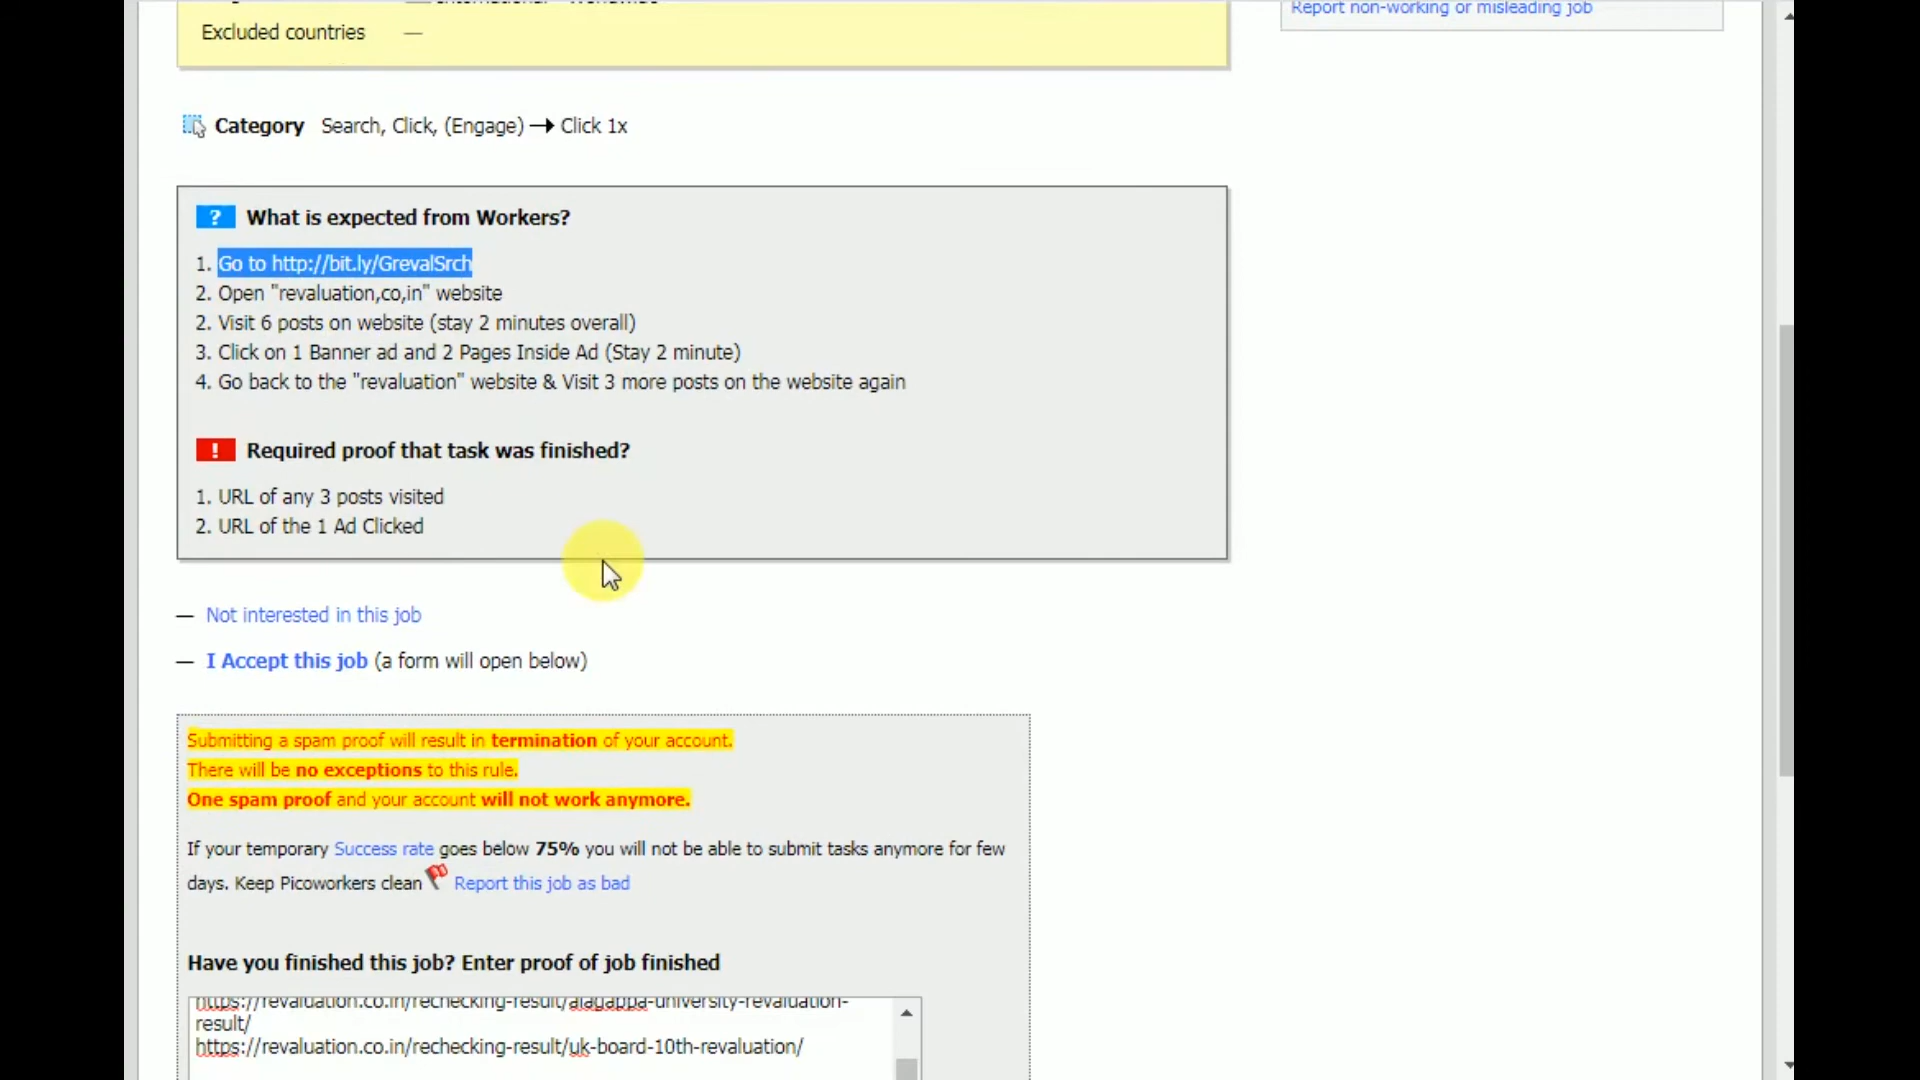 Report non-working or misleading job
Excluded countries —
Category Search, Click, (Engage) → Click 1x
? What is expected from Workers?
1. Go to http://bit.ly/GrevalSrch
2. Open "revaluation,co,in" website
2. Visit 6 posts on website (stay 2 minutes overall)
3. Click on 1 Banner ad and 2 Pages Inside Ad (Stay 2 minute)
4. Go back to the "revaluation" website & Visit 3 more posts on the website again
! Required proof that task was finished?
1. URL of any 3 posts visited
2. URL of the 1 Ad Clicked
— Not interested in this job
— I Accept this job (a form will open below)
Submitting a spam proof will result in termination of your account.
There will be no exceptions to this rule.
One spam proof and your account will not work anymore.
If your temporary Success rate goes below 75% you will not be able to submit tasks anymore for few
days. Keep Picoworkers clean Report this job as bad
Have you finished this job? Enter proof of job finished
https://revaluation.co.in/rechecking-result/alagappa-university-revaluation-
result/
https://revaluation.co.in/rechecking-result/uk-board-10th-revaluation/